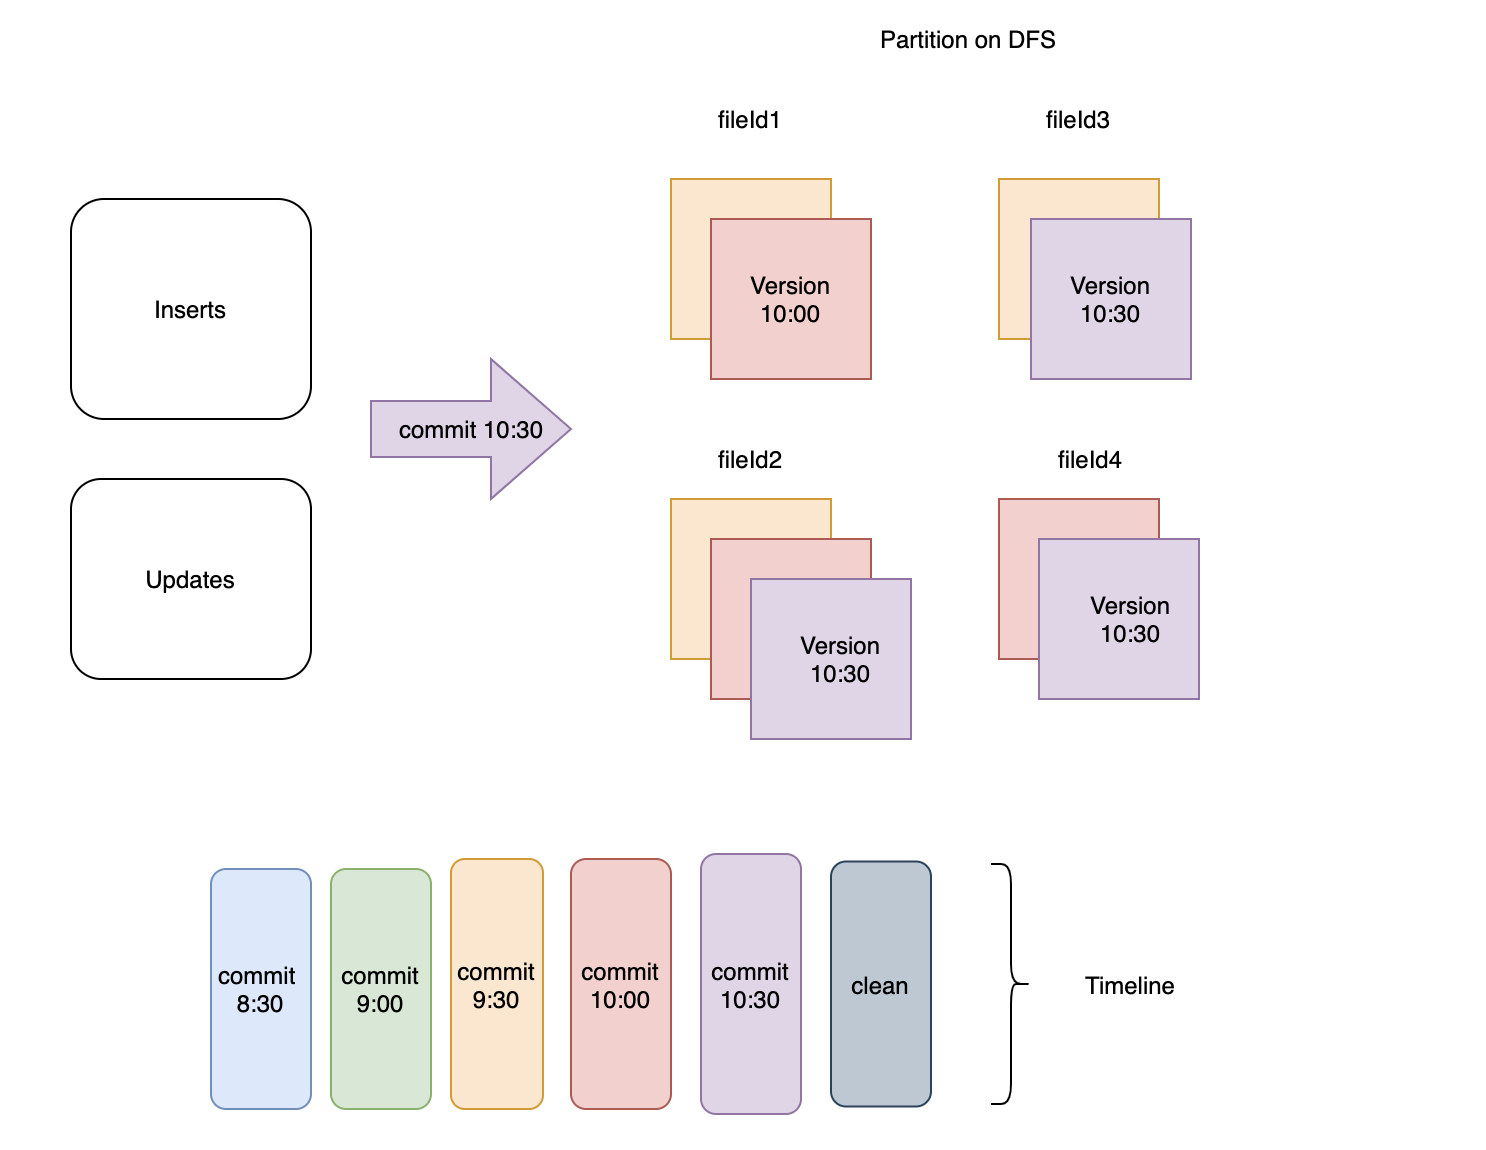 Partition on DFS
fileId1
fileId3
Inserts
Version
10:00
Version
10:30
commit 10:30
fileId2
fileId4
Updates
Version
10:30
Version
10:30
commit
8:30
commit
9:00
commit
9:30
commit
10:00
commit
10:30
clean
Timeline